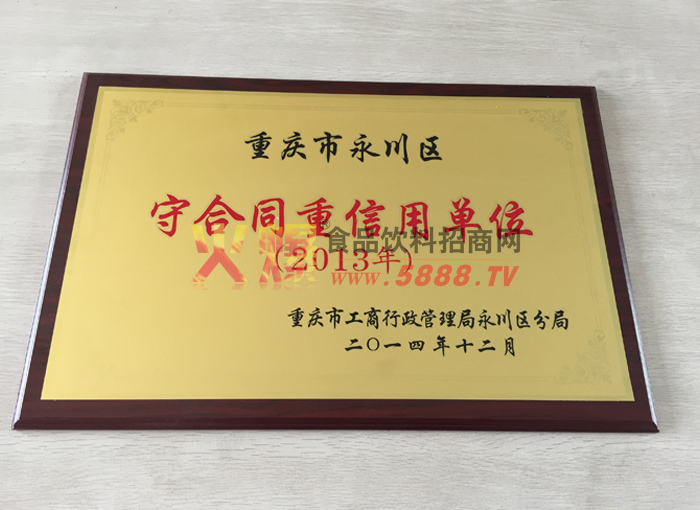 重庆市永川区
守合同重信用单位
(2013年)
火爆®食品饮料招商网
www.5888.TV
重庆市工商行政管理局永川区分局
二〇一四年十二月